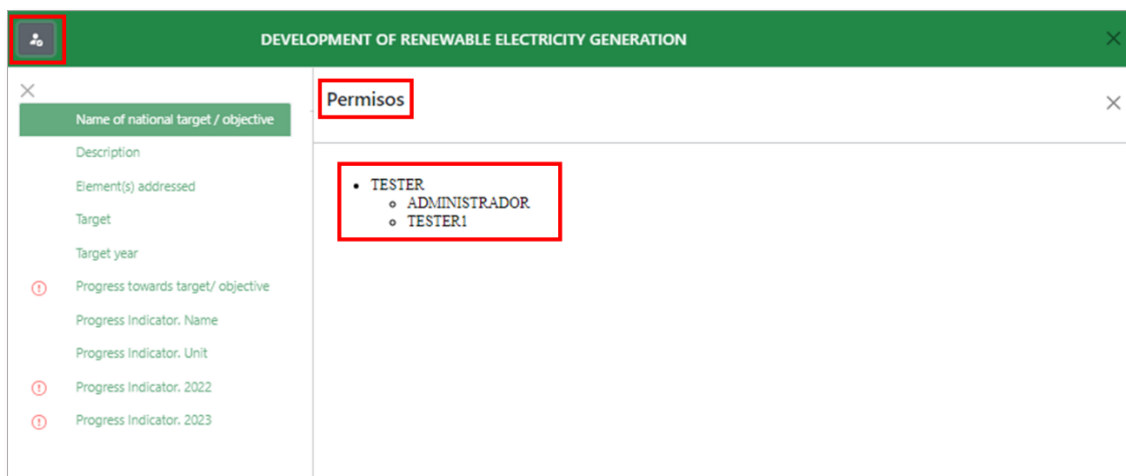 DEVELOPMENT OF RENEWABLE ELECTRICITY GENERATION
Name of national target / objective
Description
Element(s) addressed
Target
Target year
Progress towards target/ objective
Progress Indicator. Name
Progress Indicator. Unit
Progress Indicator. 2022
Progress Indicator. 2023
Permisos
TESTER
ADMINISTRADOR
TESTER1